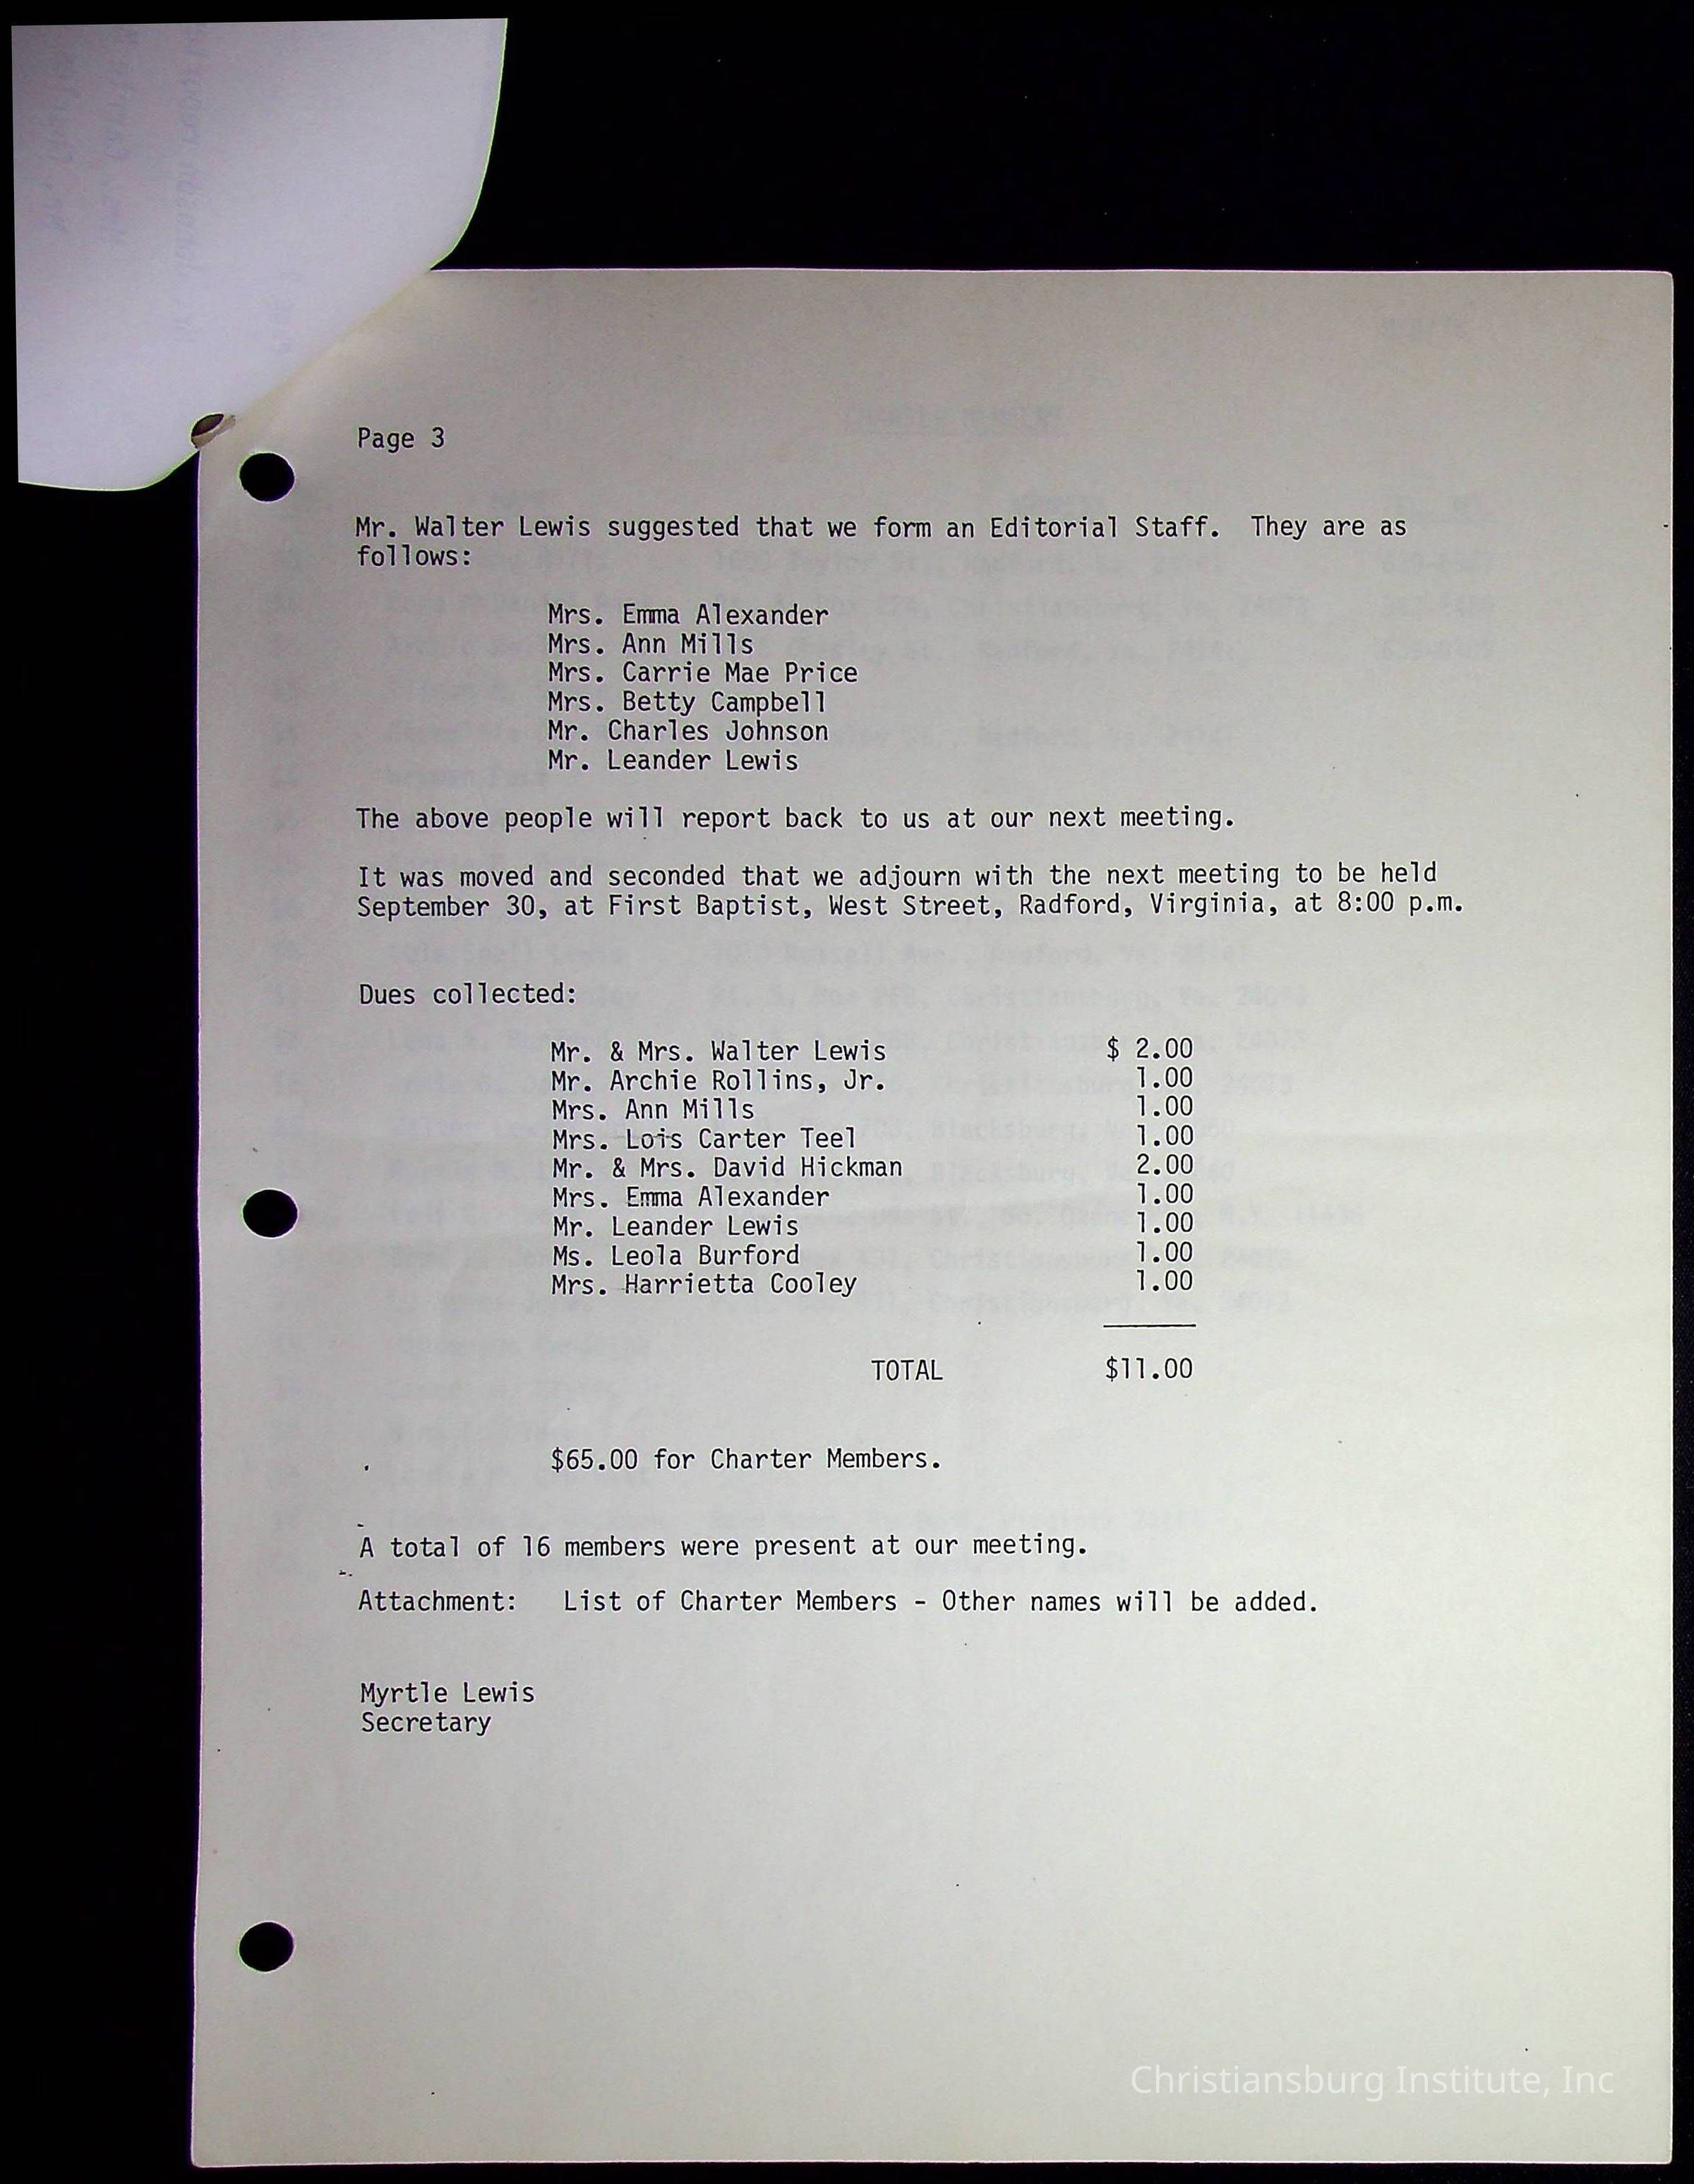 Page 3
Mr. Walter Lewis suggested that we form an Editorial Staff.  They are as
follows:
Mrs. Emma Alexander
Mrs. Ann Mills
Mrs. Carrie Mae Price
Mrs. Betty Campbell
Mr. Charles Johnson
Mr. Leander Lewis
The above people will report back to us at our next meeting.
It was moved and seconded that we adjourn with the next meeting to be held
September 30, at First Baptist, West Street, Radford, Virginia, at 8:00 p.m.
Dues collected:
Mr. & Mrs. Walter Lewis $ 2.00
Mr. Archie Rollins, Jr. 1.00
Mrs. Ann Mills 1.00
Mrs. Lois Carter Teel 1.00
Mr. & Mrs. David Hickman 2.00
Mrs. Emma Alexander 1.00
Mr. Leander Lewis 1.00
Ms. Leola Burford 1.00
Mrs. Harrietta Cooley 1.00
TOTAL $11.00
$65.00 for Charter Members.
A total of 16 members were present at our meeting.
Attachment:   List of Charter Members - Other names will be added.
Myrtle Lewis
Secretary
Christiansburg Institute, Inc